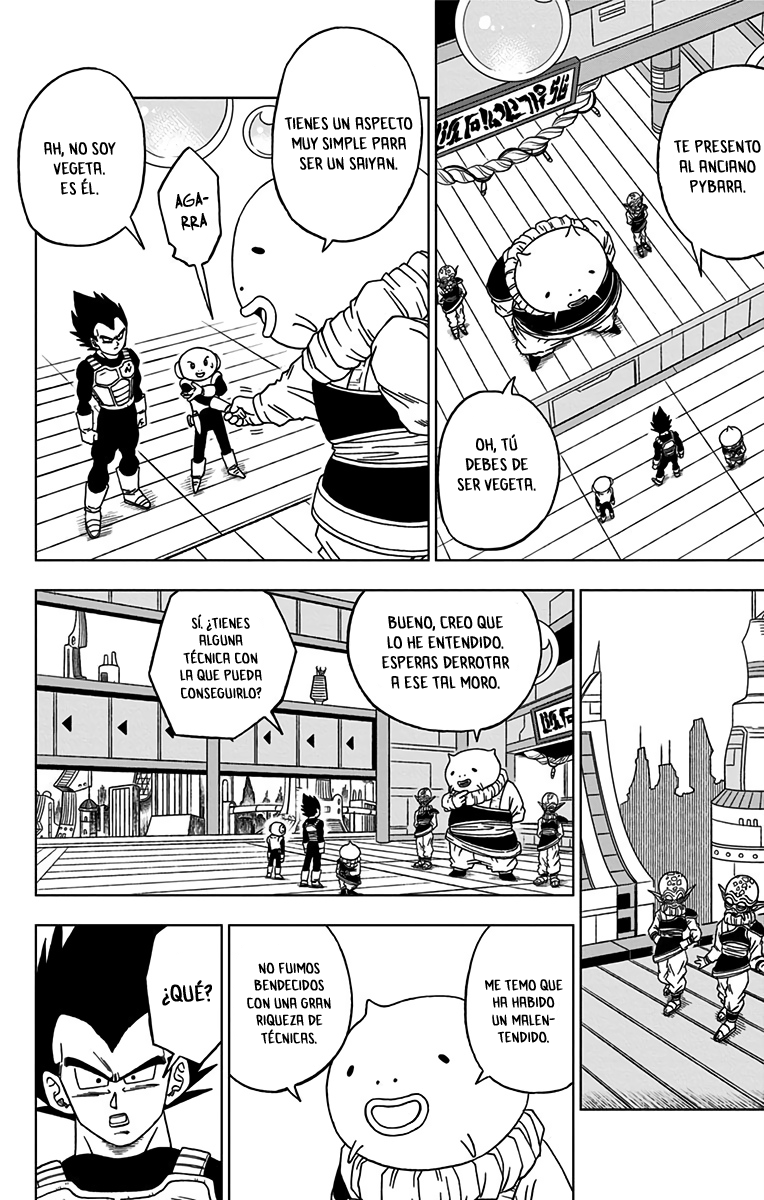 TE PRESENTO
AL ANCIANO
PYBARA.
OH, TÚ
DEBES DE
SER VEGETA.
TIENES UN ASPECTO
MUY SIMPLE PARA
SER UN SAIYAN.
AGA-
RRA
AH, NO SOY
VEGETA.
ES ÉL.
BUENO, CREO QUE
LO HE ENTENDIDO.
ESPERAS DERROTAR
A ESE TAL MORO.
SÍ. ¿TIENES
ALGUNA
TÉCNICA CON
LA QUE PUEDA
CONSEGUIRLO?
ME TEMO QUE
HA HABIDO
UN MALEN-
TENDIDO.
NO FUIMOS
BENDECIDOS
CON UNA GRAN
RIQUEZA DE
TÉCNICAS.
¿QUÉ?